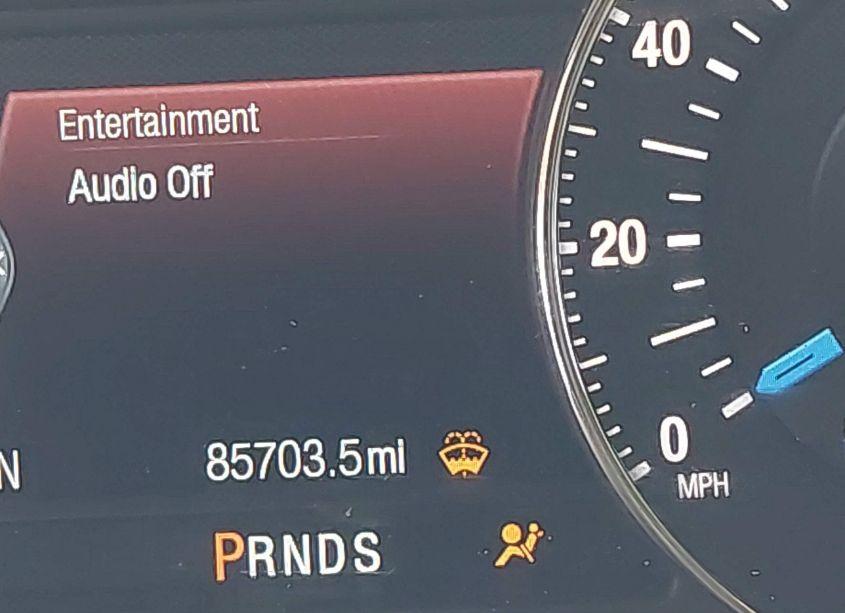 Entertainment
Audio Off
40
20
0
MPH
N
85703.5mi
PRNDS